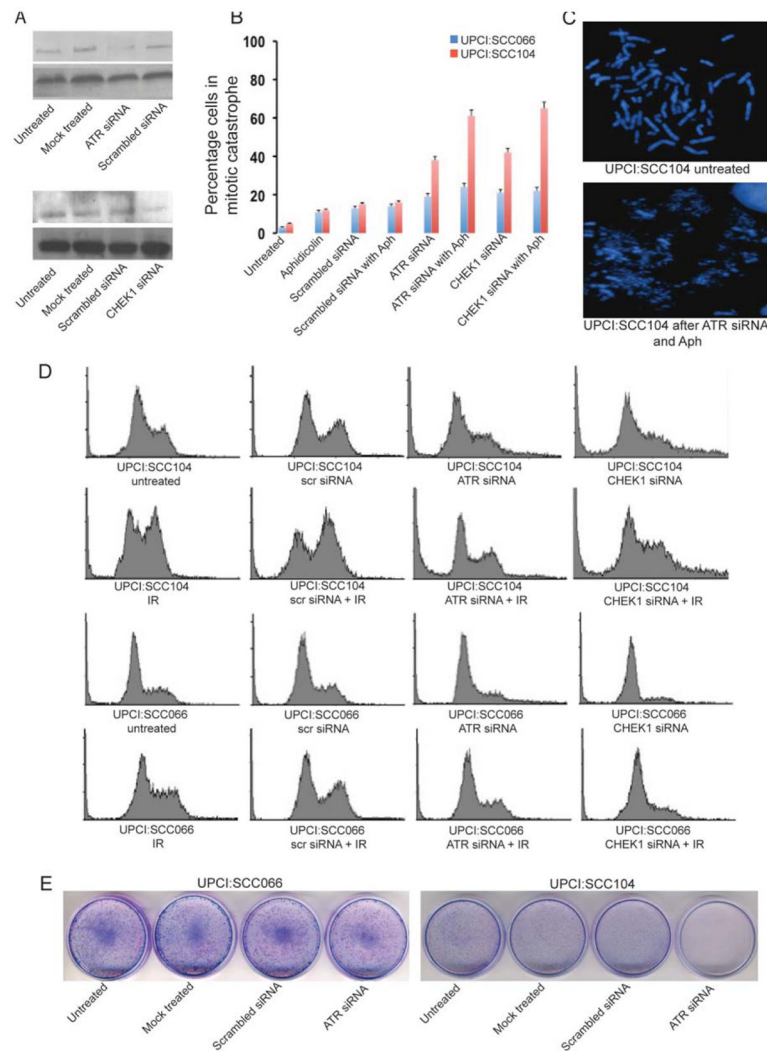 A
Untreated
Mock treated
ATR siRNA
Scrambled siRNA
Untreated
Mock treated
Scrambled siRNA
CHEK1 siRNA
B
UPCI:SCC066
UPCI:SCC104
Percentage cells in
mitotic catastrophe
100
80
60
40
20
0
Untreated
Aphidicolin
Scrambled siRNA
Scrambled siRNA with Aph
ATR siRNA
ATR siRNA with Aph
CHEK1 siRNA
CHEK1 siRNA with Aph
C
UPCI:SCC104 untreated
UPCI:SCC104 after ATR siRNA
and Aph
D
UPCI:SCC104
untreated
UPCI:SCC104
scr siRNA
UPCI:SCC104
ATR siRNA
UPCI:SCC104
CHEK1 siRNA
UPCI:SCC104
IR
UPCI:SCC104
scr siRNA + IR
UPCI:SCC104
ATR siRNA + IR
UPCI:SCC104
CHEK1 siRNA + IR
UPCI:SCC066
untreated
UPCI:SCC066
scr siRNA
UPCI:SCC066
ATR siRNA
UPCI:SCC066
CHEK1 siRNA
UPCI:SCC066
IR
UPCI:SCC066
scr siRNA + IR
UPCI:SCC066
ATR siRNA + IR
UPCI:SCC066
CHEK1 siRNA + IR
E
UPCI:SCC066
Untreated
Mock treated
Scrambled siRNA
ATR siRNA
UPCI:SCC104
Untreated
Mock treated
Scrambled siRNA
ATR siRNA